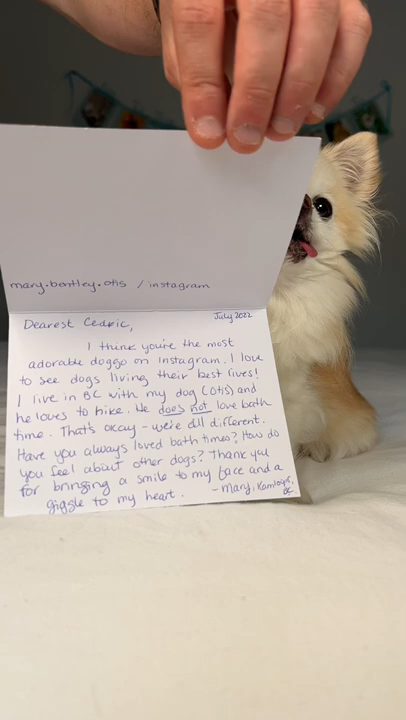 mary.bentley.otis / instagram
July 2022
Dearest Cedric,
I think you're the most
adorable doggo on Instagram. I love
to see dogs living their best lives!
I live in BC with my dog (Otis) and
he loves to hike. He does not love bath
time. That's okay - we're all different.
Have you always loved bath times? How do
you feel about other dogs? Thank you
for bringing a smile to my face and a
giggle to my heart. - Mary, Kamloops,
BC